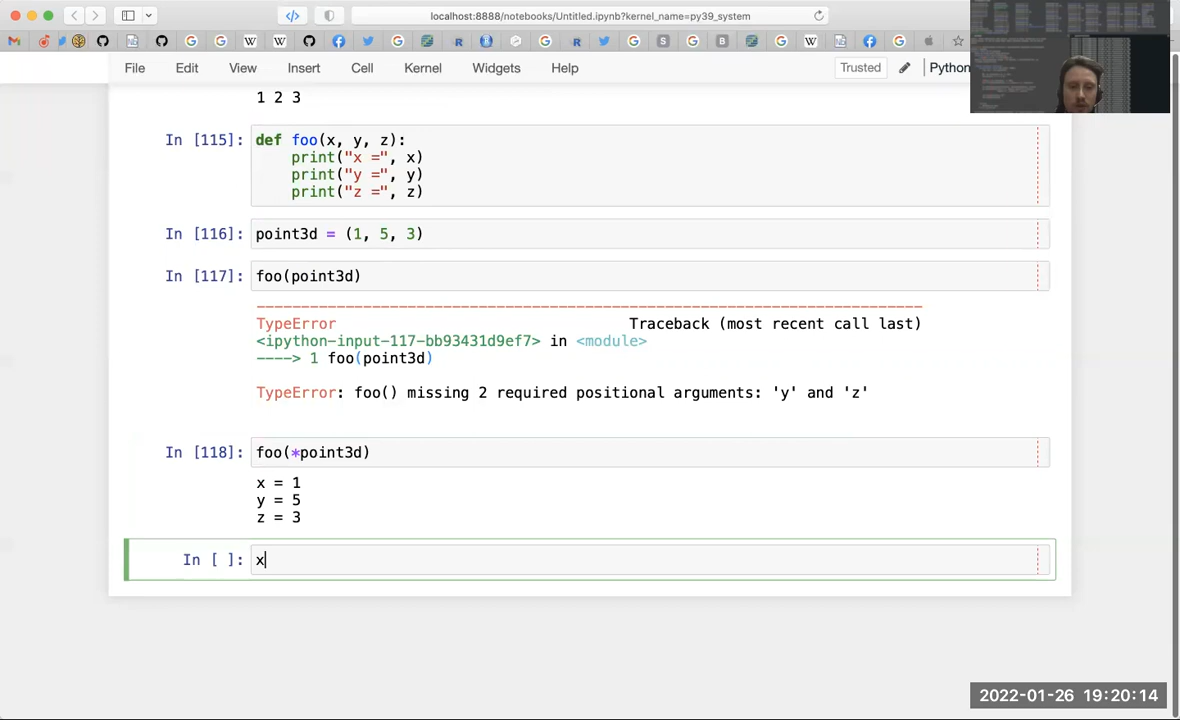 localhost:8888/notebooks/Untitled.ipynb?kernel_name=py39_system
File Edit View Insert Cell Kernel Widgets Help Trusted Python
1 2 3
In [115]: def foo(x, y, z):
print("x =", x)
print("y =", y)
print("z =", z)
In [116]: point3d = (1, 5, 3)
In [117]: foo(point3d)
TypeError Traceback (most recent call last)
<ipython-input-117-bb93431d9ef7> in <module>
----> 1 foo(point3d)
TypeError: foo() missing 2 required positional arguments: 'y' and 'z'
In [118]: foo(*point3d)
x = 1
y = 5
z = 3
In [ ]: x
2022-01-26 19:20:14